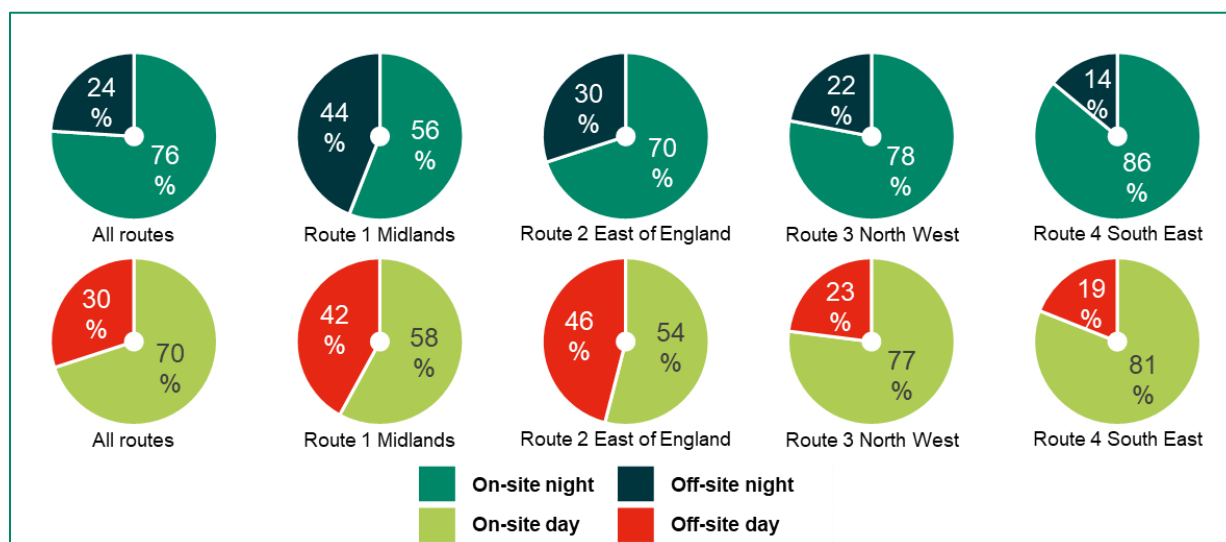 24
%
76
%
44
%
56
%
30
%
70
%
22
%
78
%
14
%
86
%
All routes
Route 1 Midlands
Route 2 East of England
Route 3 North West
Route 4 South East
30
%
70
%
42
%
58
%
46
%
54
%
23
%
77
%
19
%
81
%
All routes
Route 1 Midlands
Route 2 East of England
Route 3 North West
Route 4 South East
On-site night
Off-site night
On-site day
Off-site day